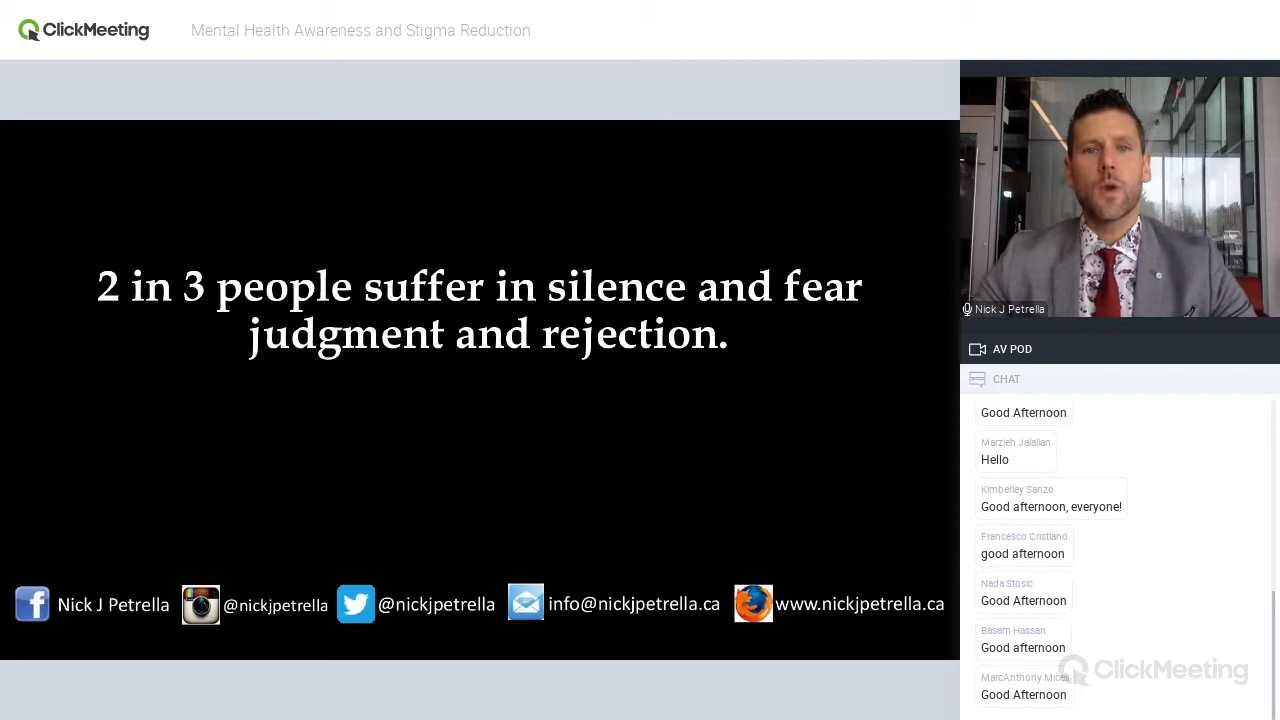 ClickMeeting
Mental Health Awareness and Stigma Reduction
2 in 3 people suffer in silence and fear
judgment and rejection.
Nick J Petrella
@nickjpetrella
@nickjpetrella
info@nickjpetrella.ca
www.nickjpetrella.ca
Nick J Petrella
AV POD
CHAT
Good Afternoon
Marzieh Jalalian
Hello
Kimberley Sanzo
Good afternoon, everyone!
Francesco Cristiano
good afternoon
Nada Stosic
Good Afternoon
Basam Hassan
Good afternoon
MarcAnthony Miceli
Good Afternoon
ClickMeeting